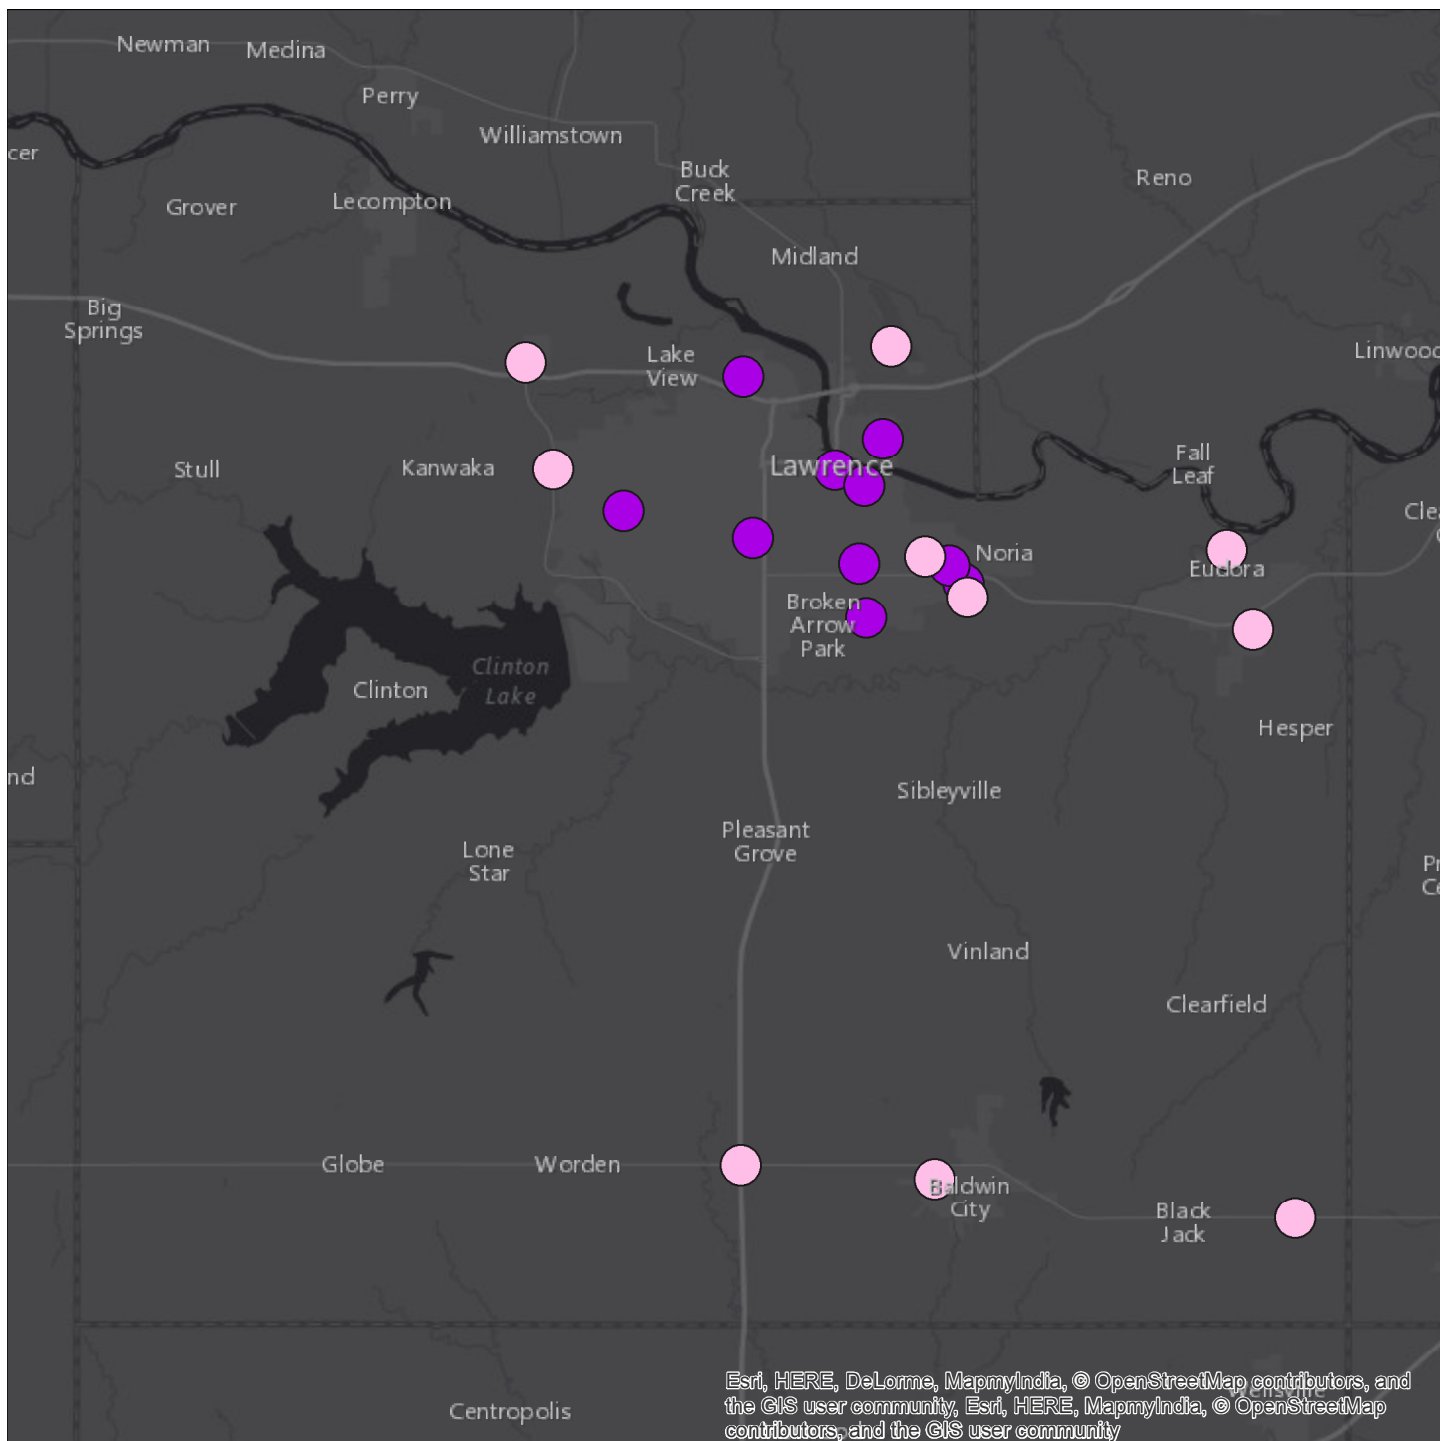 Newman
Medina
Perry
Williamstown
cer
Buck
Creek
Reno
Grover
Lecompton
Midland
Big
Springs
Lake
View
Linwood
Stull
Kanwaka
Lawrence
Fall
Leaf
Noria
Eudora
Broken
Arrow
Park
Clinton
Lake
Clinton
Hesper
nd
Sibleyville
Pleasant
Grove
Lone
Star
Vinland
Clearfield
Globe
Worden
Baldwin
City
Black
Jack
Wellsville
Centropolis
Esri, HERE, DeLorme, MapmyIndia, © OpenStreetMap contributors, and
the GIS user community, Esri, HERE, MapmyIndia, © OpenStreetMap
contributors, and the GIS user community